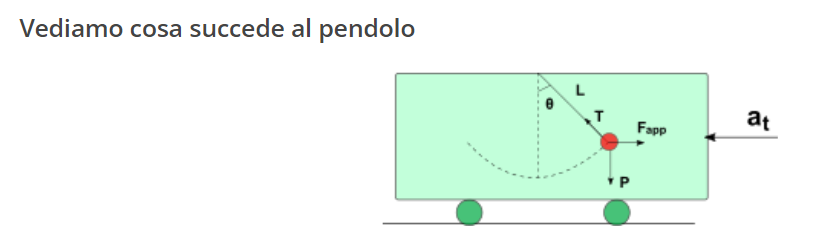 Vediamo cosa succede al pendolo
L
θ
T
Fapp
at
P